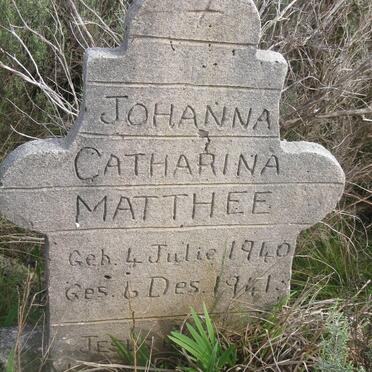 JOHANNA
CATHARINA
MATTHEE
Geb. 4 Julie 1940
Ges. 6 Des. 1941